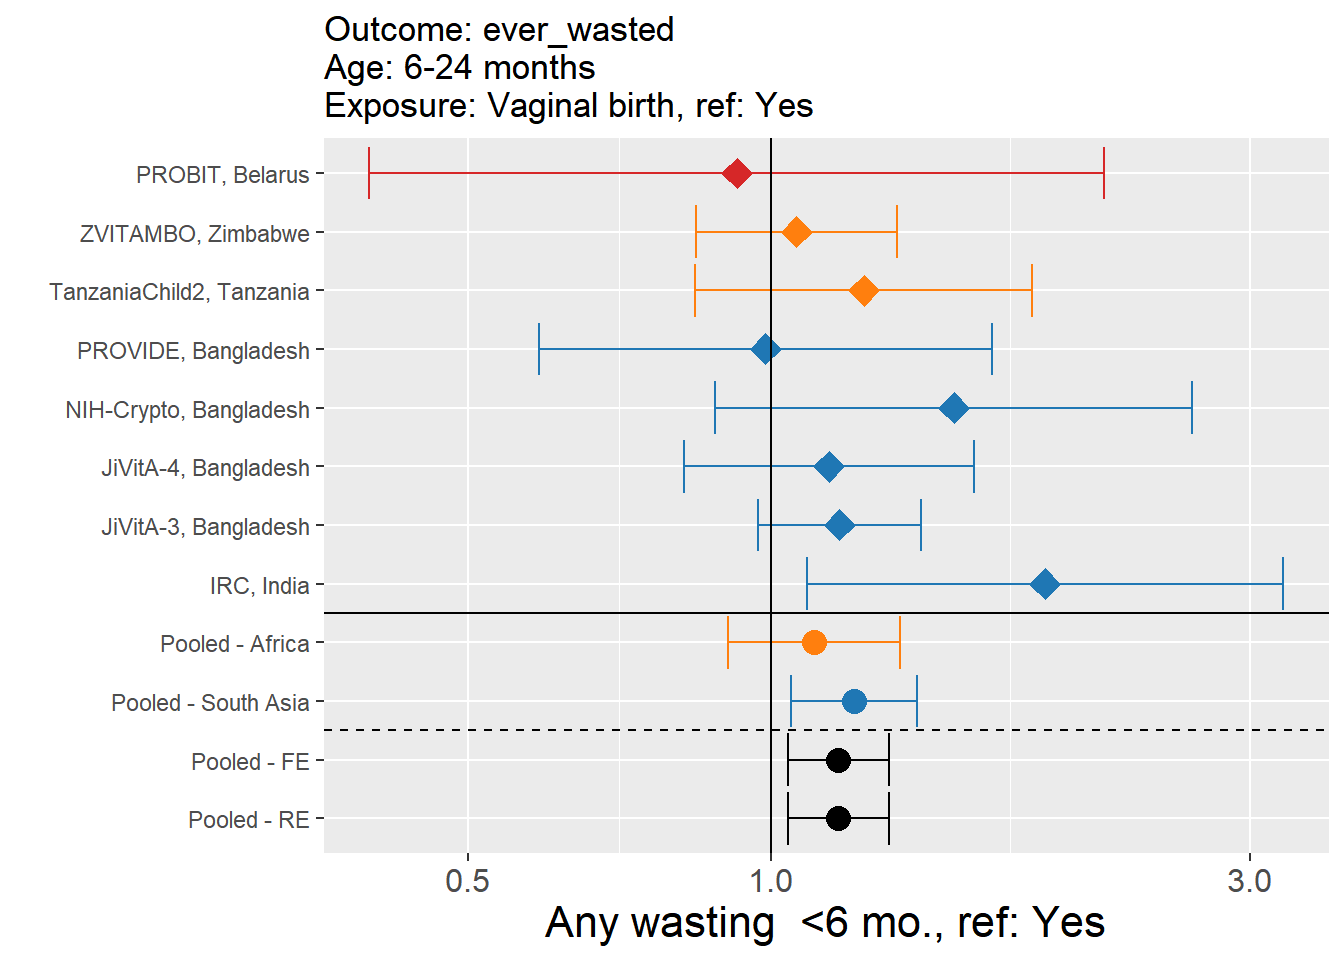 Outcome: ever_wasted
Age: 6-24 months
Exposure: Vaginal birth, ref: Yes
PROBIT, Belarus
ZVITAMBO, Zimbabwe
TanzaniaChild2, Tanzania
PROVIDE, Bangladesh
NIH-Crypto, Bangladesh
JiVitA-4, Bangladesh
JiVitA-3, Bangladesh
IRC, India
Pooled - Africa
Pooled - South Asia
Pooled - FE
Pooled - RE
0.5 1.0 3.0
Any wasting  <6 mo., ref: Yes